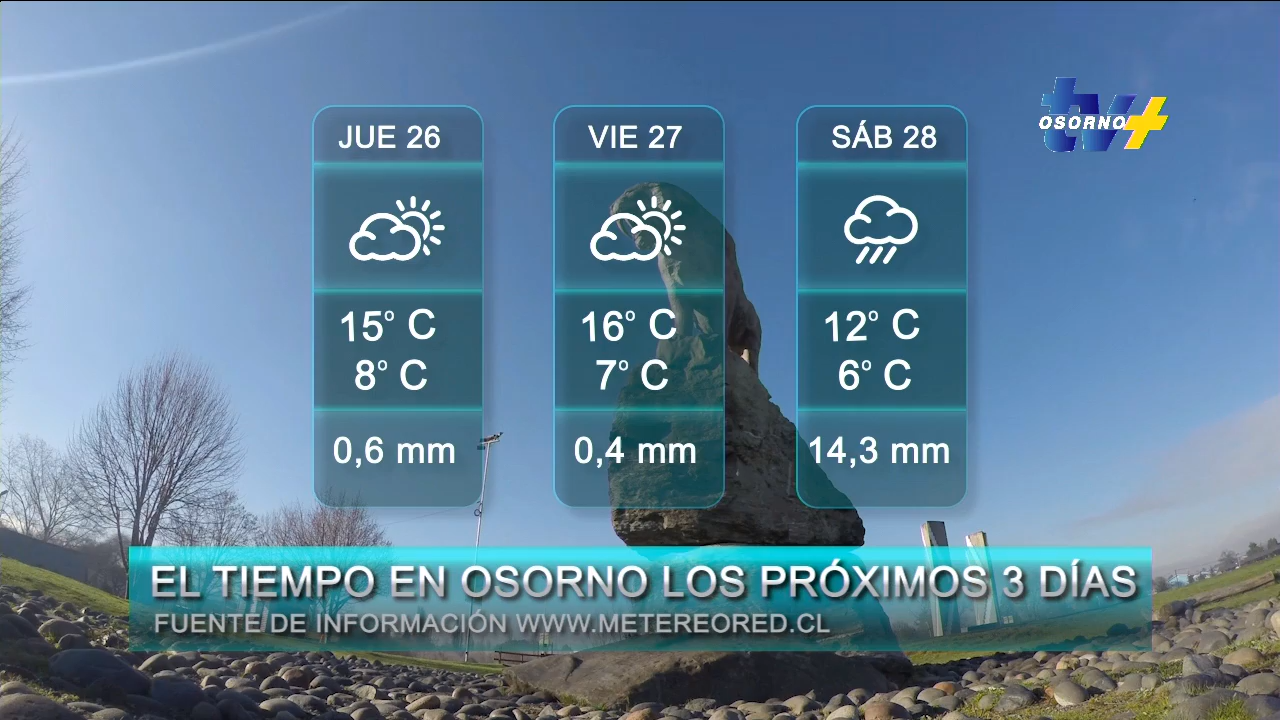 JUE 26
15° C
8° C
0,6 mm
VIE 27
16° C
7° C
0,4 mm
SÁB 28
12° C
6° C
14,3 mm
tv+
OSORNO
EL TIEMPO EN OSORNO LOS PRÓXIMOS 3 DÍAS
FUENTE DE INFORMACIÓN WWW.METEREORED.CL